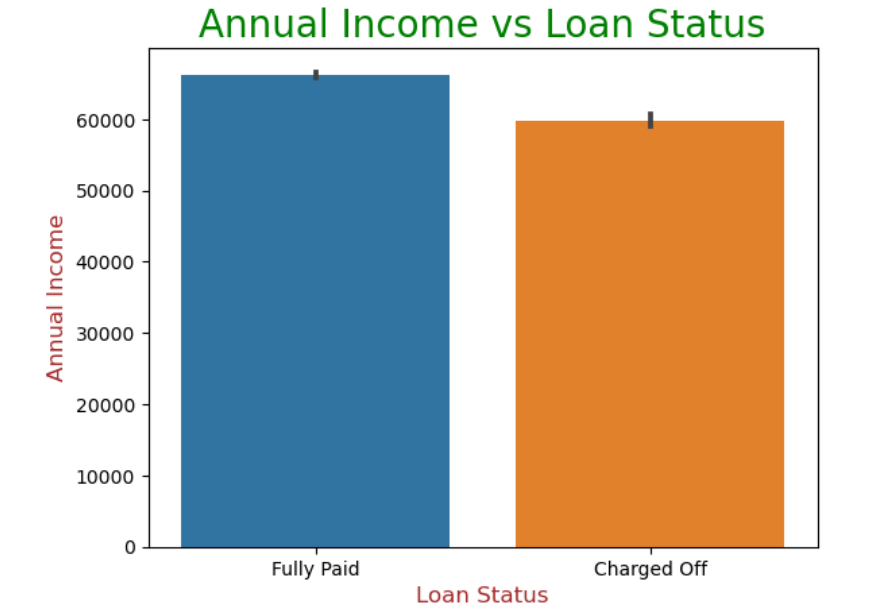 Annual Income vs Loan Status
Annual Income
60000
50000
40000
30000
20000
10000
0
Fully Paid
Charged Off
Loan Status